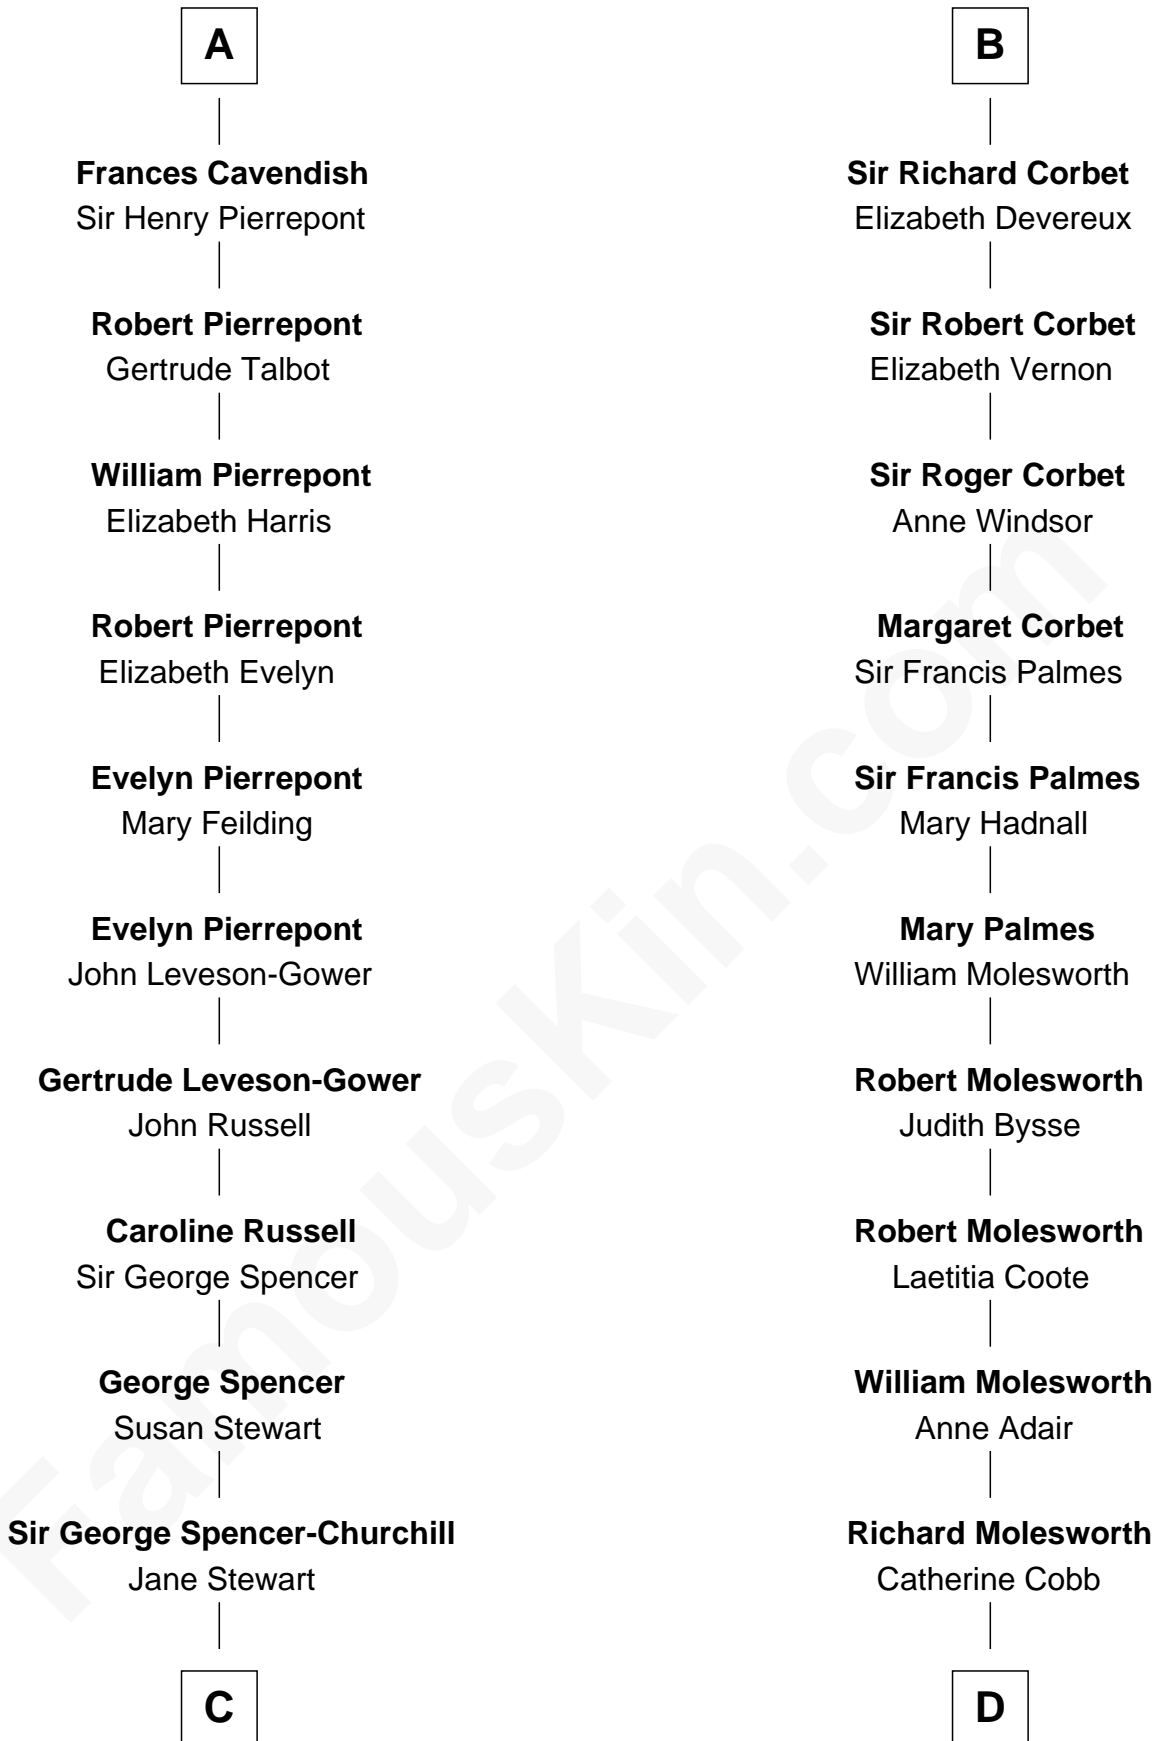 A
Frances Cavendish
Sir Henry Pierrepont
Robert Pierrepont
Gertrude Talbot
William Pierrepont
Elizabeth Harris
Robert Pierrepont
Elizabeth Evelyn
Evelyn Pierrepont
Mary Feilding
Evelyn Pierrepont
John Leveson-Gower
Gertrude Leveson-Gower
John Russell
Caroline Russell
Sir George Spencer
George Spencer
Susan Stewart
Sir George Spencer-Churchill
Jane Stewart
C
B
Sir Richard Corbet
Elizabeth Devereux
Sir Robert Corbet
Elizabeth Vernon
Sir Roger Corbet
Anne Windsor
Margaret Corbet
Sir Francis Palmes
Sir Francis Palmes
Mary Hadnall
Mary Palmes
William Molesworth
Robert Molesworth
Judith Bysse
Robert Molesworth
Laetitia Coote
William Molesworth
Anne Adair
Richard Molesworth
Catherine Cobb
D
FamousKin.com